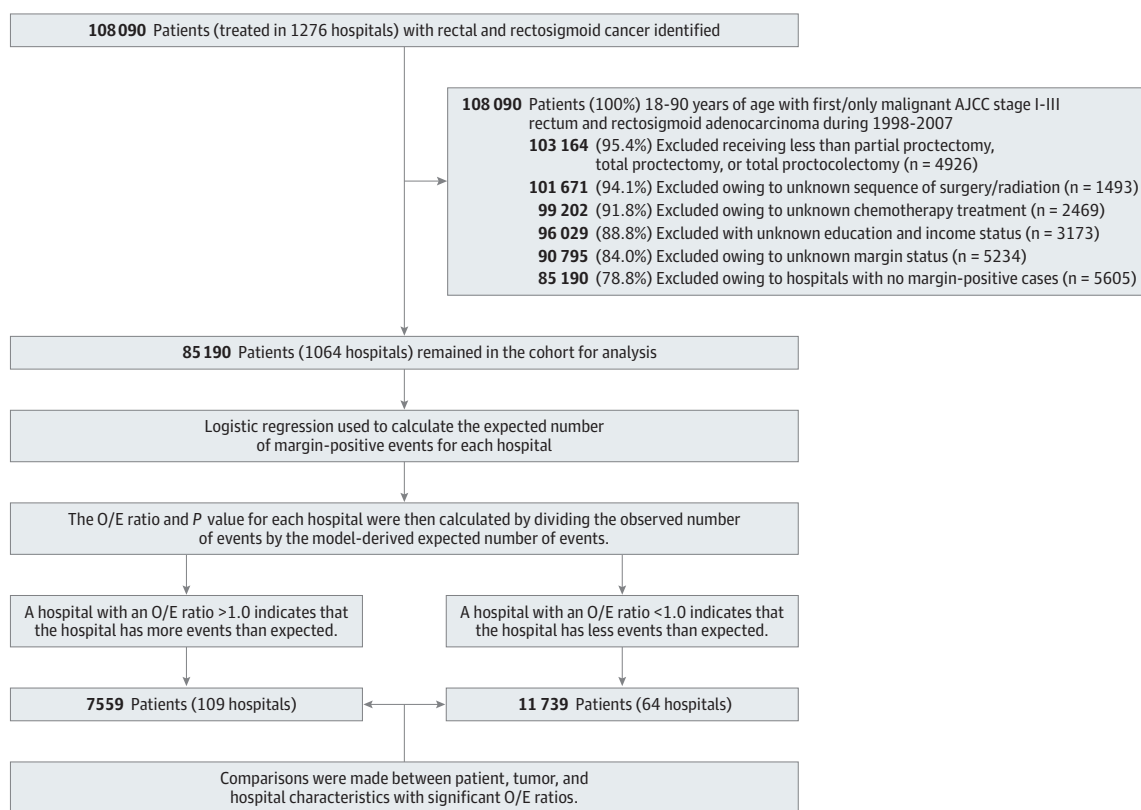 108 090 Patients (treated in 1276 hospitals) with rectal and rectosigmoid cancer identified
108 090 Patients (100%) 18-90 years of age with first/only malignant AJCC stage I-III
rectum and rectosigmoid adenocarcinoma during 1998-2007
103 164 (95.4%) Excluded receiving less than partial proctectomy,
total proctectomy, or total proctocolectomy (n = 4926)
101 671 (94.1%) Excluded owing to unknown sequence of surgery/radiation (n = 1493)
99 202 (91.8%) Excluded owing to unknown chemotherapy treatment (n = 2469)
96 029 (88.8%) Excluded with unknown education and income status (n = 3173)
90 795 (84.0%) Excluded owing to unknown margin status (n = 5234)
85 190 (78.8%) Excluded owing to hospitals with no margin-positive cases (n = 5605)
85 190 Patients (1064 hospitals) remained in the cohort for analysis
Logistic regression used to calculate the expected number
of margin-positive events for each hospital
The O/E ratio and P value for each hospital were then calculated by dividing the observed number
of events by the model-derived expected number of events.
A hospital with an O/E ratio >1.0 indicates that
the hospital has more events than expected.
A hospital with an O/E ratio <1.0 indicates that
the hospital has less events than expected.
7559 Patients (109 hospitals)
11 739 Patients (64 hospitals)
Comparisons were made between patient, tumor, and
hospital characteristics with significant O/E ratios.